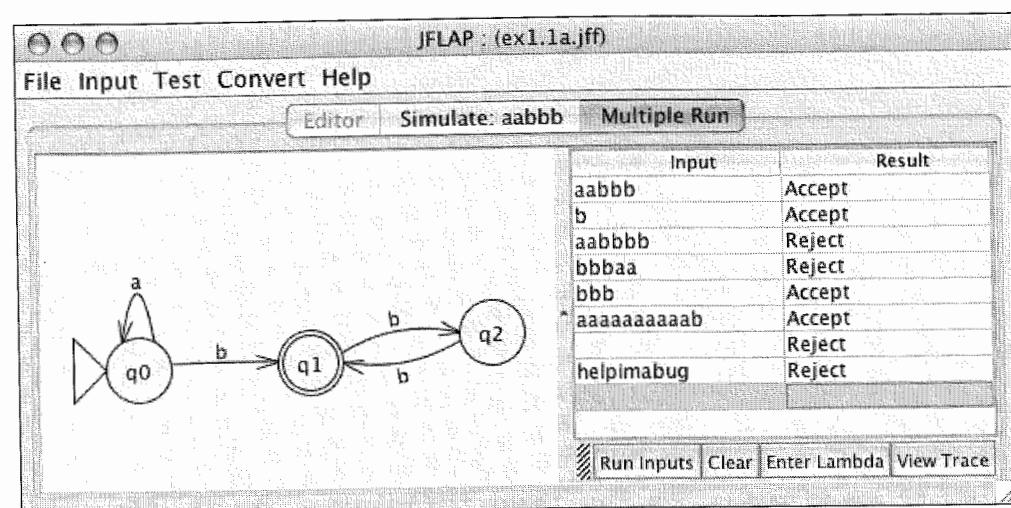 JFLAP : (ex1.1a.jff)
File Input Test Convert Help
Editor Simulate: aabbb Multiple Run
Input Result
aabbb Accept
b Accept
aabbbb Reject
bbbaa Reject
bbb Accept
aaaaaaaaaab Accept
Reject
helpimabug Reject
a
b
b
b
q0
q1
q2
Run Inputs Clear Enter Lambda View Trace